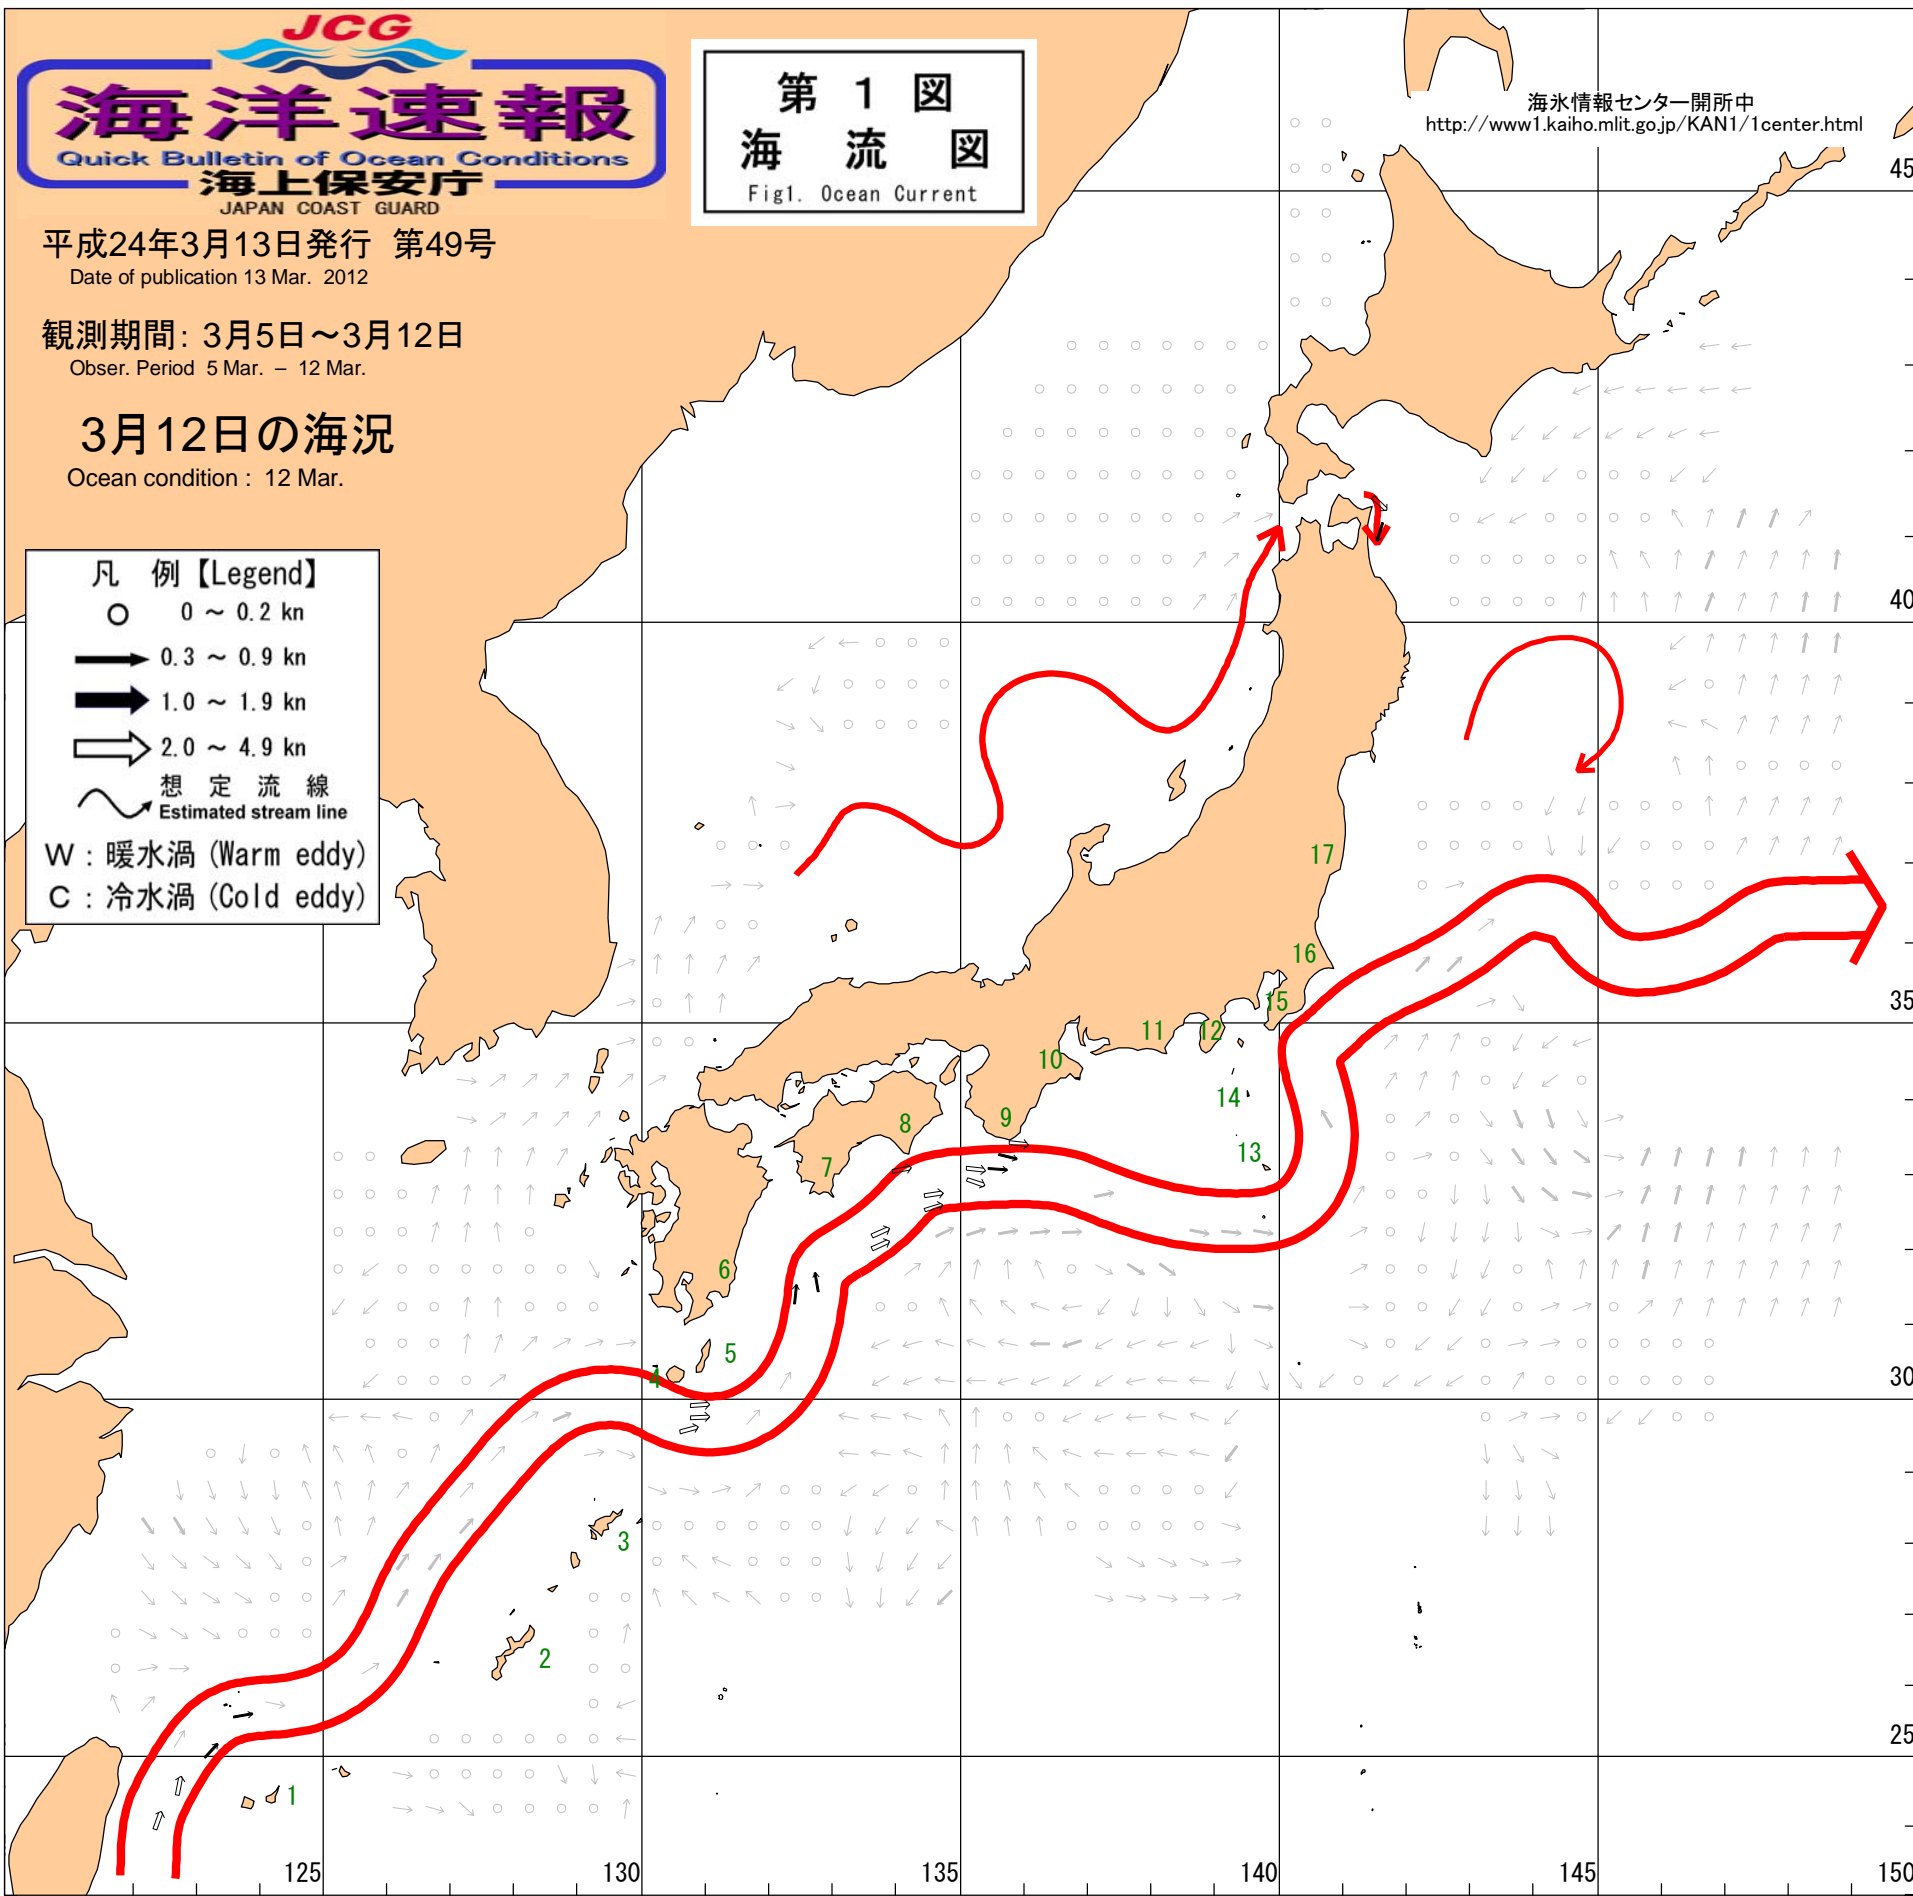 JCG
海洋速報
Quick Bulletin of Ocean Conditions
海上保安庁
JAPAN COAST GUARD
第 1 図
海 流 図
Fig1. Ocean Current
海氷情報センター開所中
http://www1.kaiho.mlit.go.jp/KAN1/1center.html
平成24年3月13日発行 第49号
Date of publication 13 Mar. 2012
観測期間: 3月5日～3月12日
Obser. Period 5 Mar. – 12 Mar.
3月12日の海況
Ocean condition : 12 Mar.
凡 例【Legend】
0 ～ 0.2 kn
0.3 ～ 0.9 kn
1.0 ～ 1.9 kn
2.0 ～ 4.9 kn
想 定 流 線
Estimated stream line
W : 暖水渦 (Warm eddy)
C : 冷水渦 (Cold eddy)
45
40
35
30
25
17
16
15
12
11
10
14
13
9
8
7
6
5
4
3
2
1
125
130
135
140
145
150